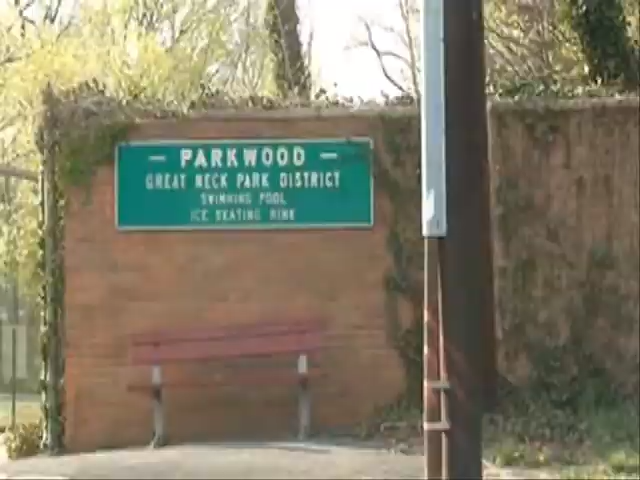 — PARKWOOD —
GREAT NECK PARK DISTRICT
SWIMMING POOL
ICE SKATING RINK